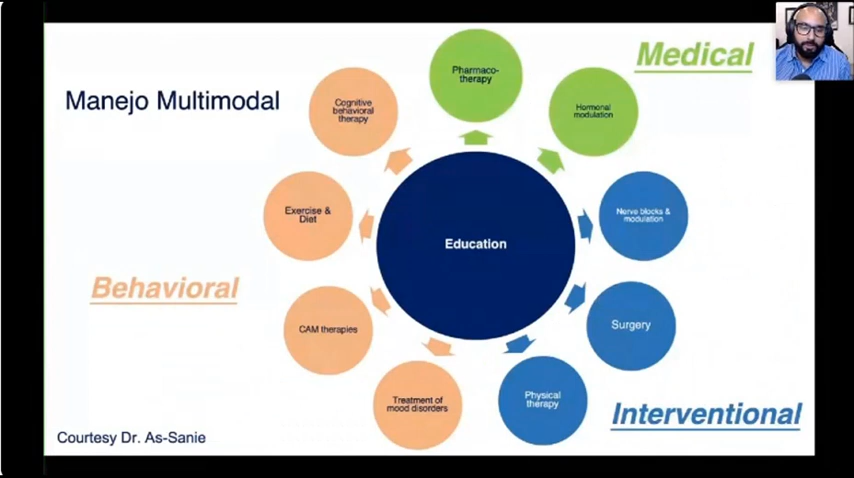 Manejo Multimodal
Medical
Pharmaco-
therapy
Hormonal
modulation
Cognitive
behavioral
therapy
Exercise &
Diet
Nerve blocks &
modulation
Education
Behavioral
CAM therapies
Surgery
Treatment of
mood disorders
Physical
therapy
Interventional
Courtesy Dr. As-Sanie